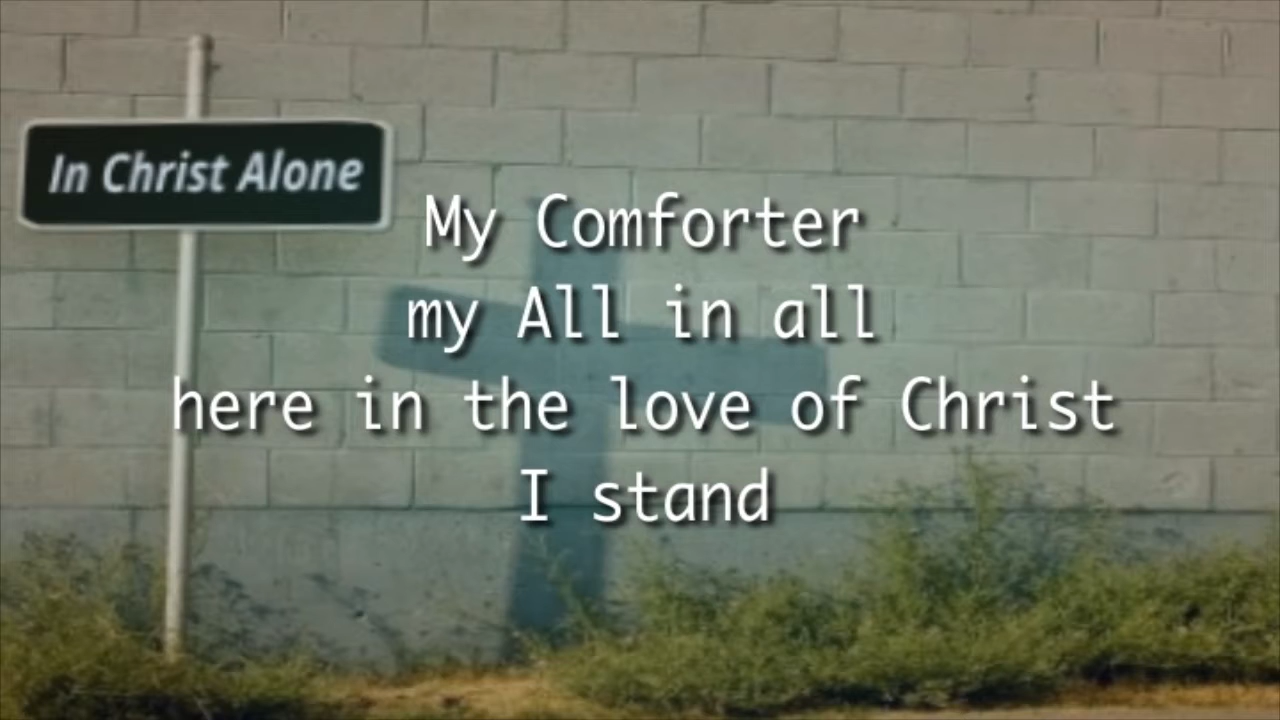 In Christ Alone
My Comforter
my All in all
here in the love of Christ
I stand